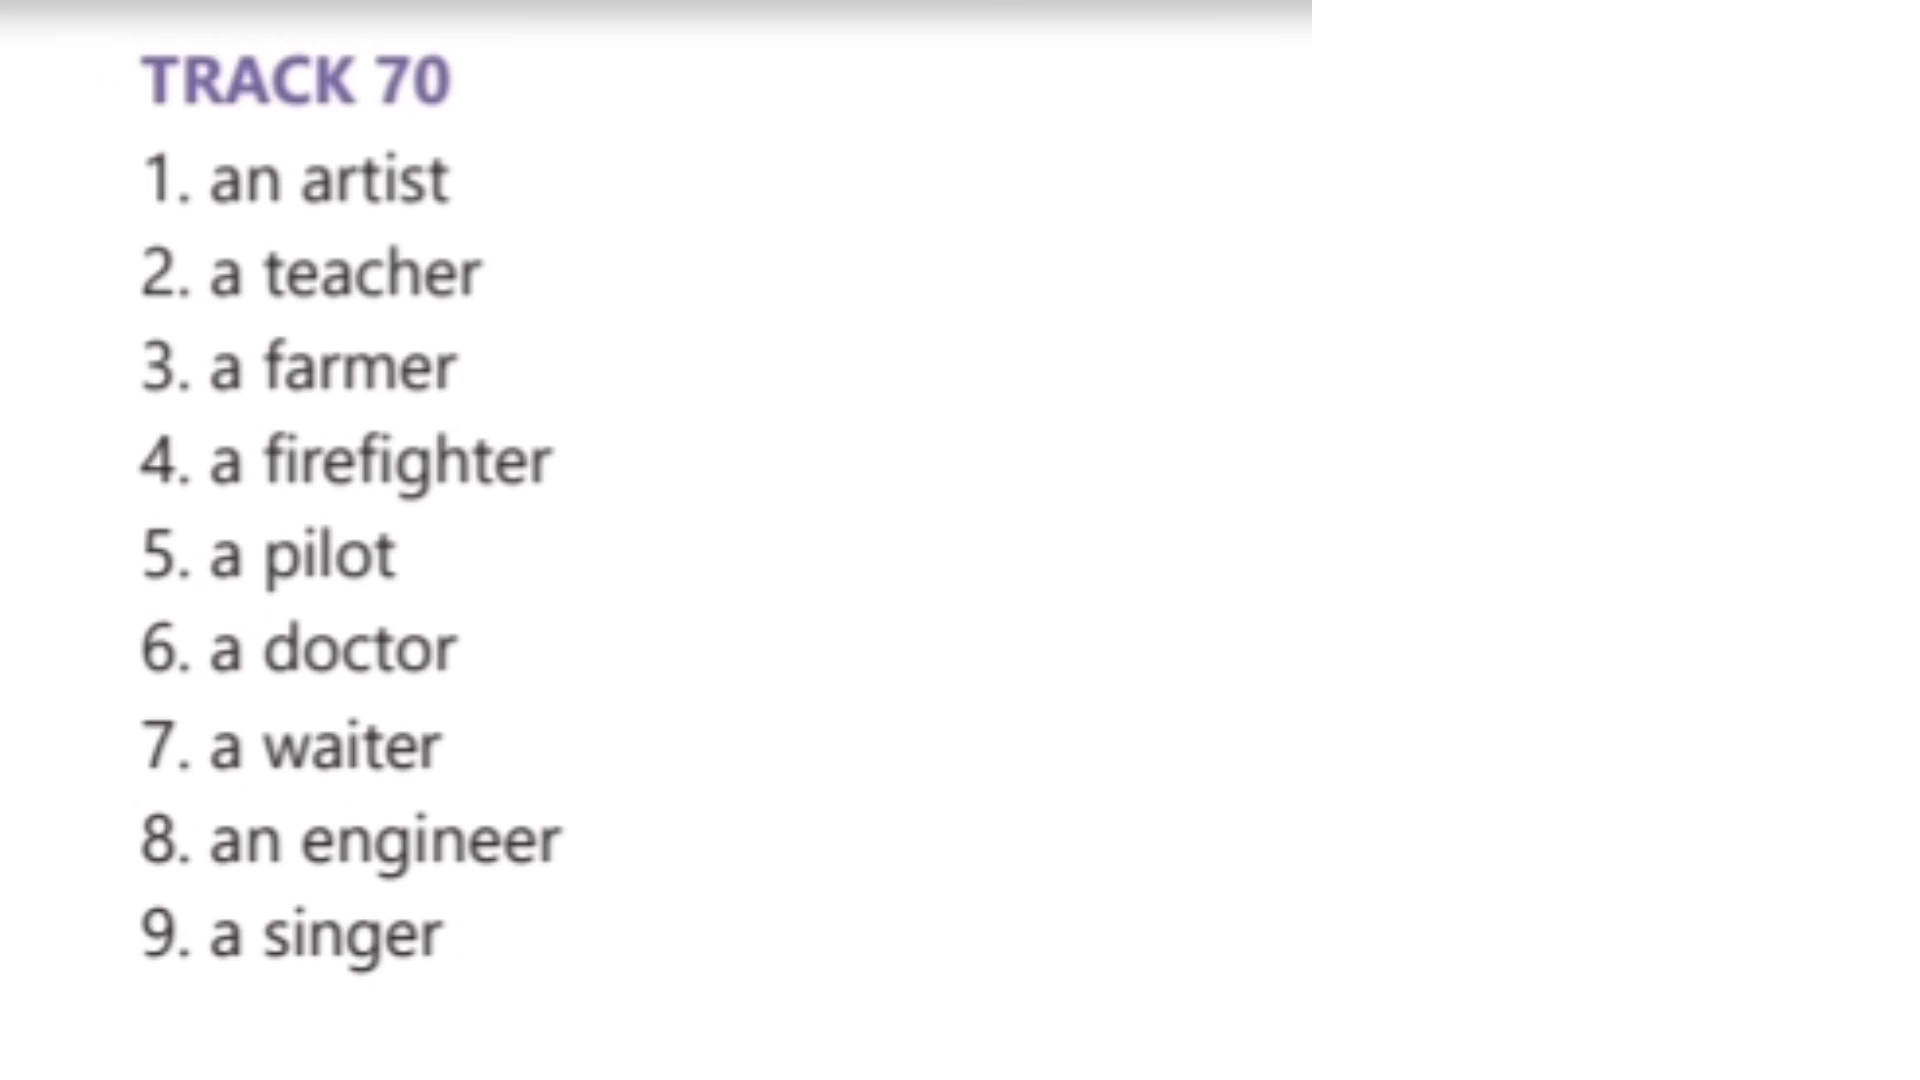 TRACK 70
1. an artist
2. a teacher
3. a farmer
4. a firefighter
5. a pilot
6. a doctor
7. a waiter
8. an engineer
9. a singer